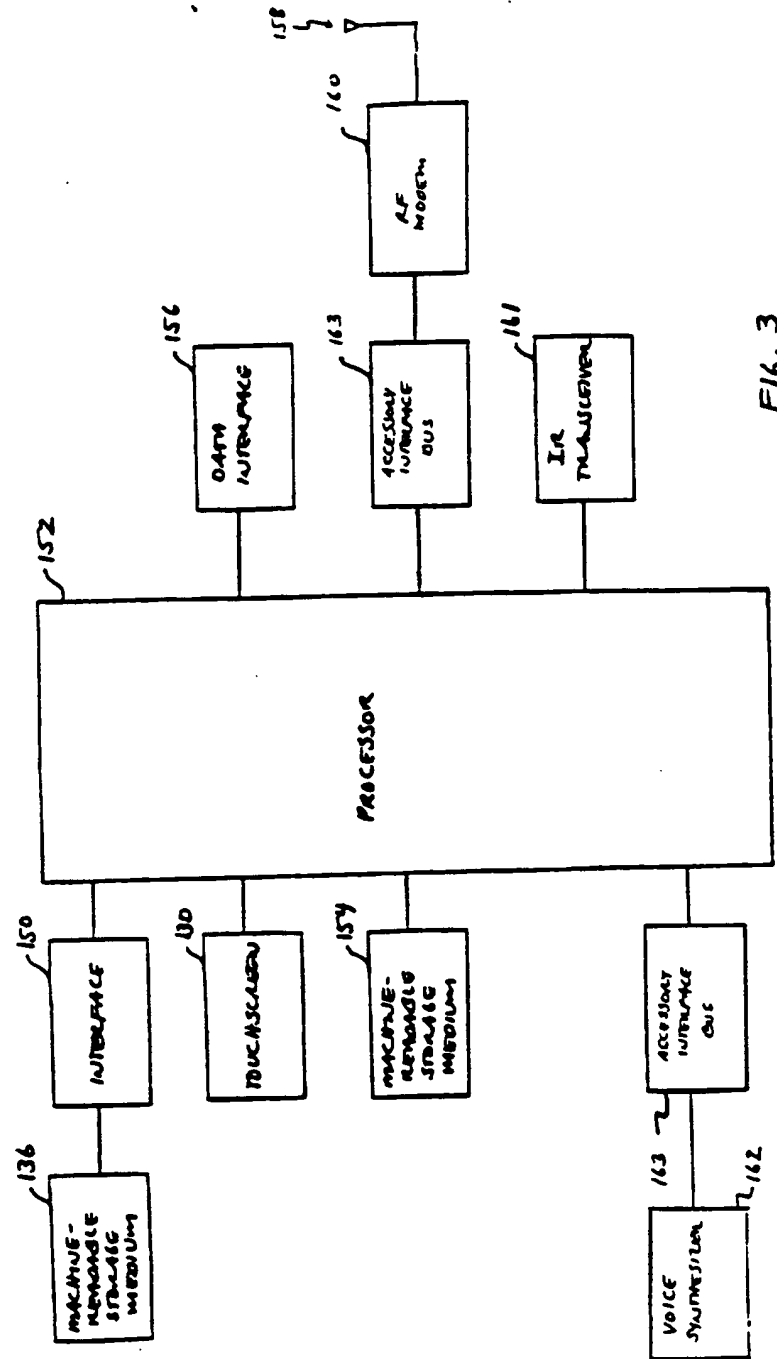 158
160
RF
MODEM
156
DATA
INTERFACE
163
ACCESSORY
INTERFACE
BUS
161
IR
TRANSCEIVER
152
PROCESSOR
150
INTERFACE
130
TOUCHSCREEN
154
MACHINE-
READABLE
STORAGE
MEDIUM
136
MACHINE-
READABLE
STORAGE
MEDIUM
ACCESSORY
INTERFACE
BUS
163
162
VOICE
SYNTHESIZER
FIG. 3